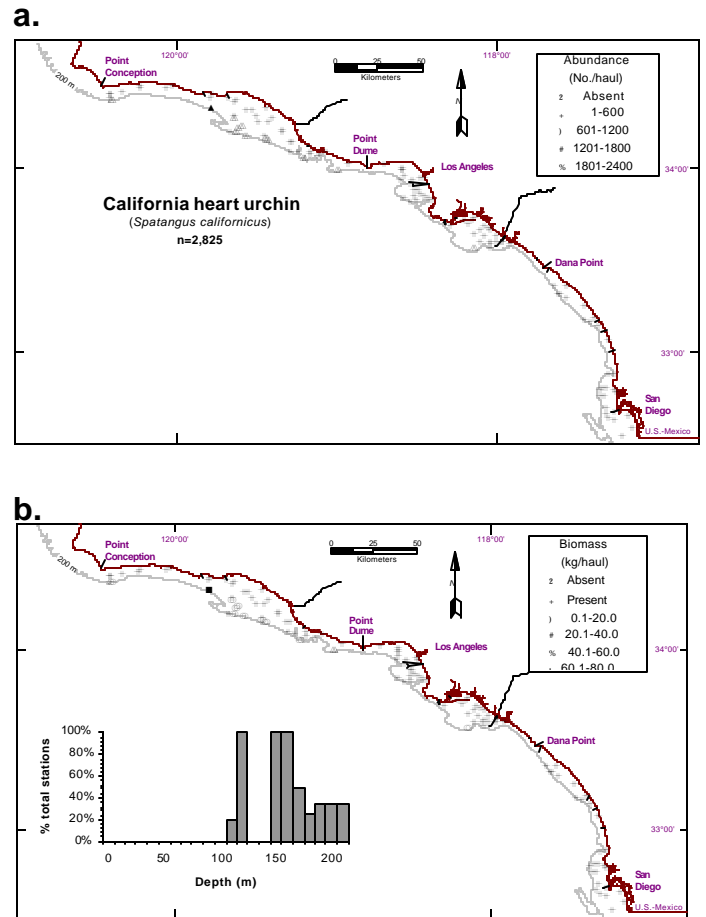 a.
120°00'
118°00'
Point
Conception
200 m
0 25 50
Kilometers
N
Abundance
(No./haul)
2 Absent
+ 1-600
) 601-1200
# 1201-1800
% 1801-2400
Point
Dume
Los Angeles
34°00'
California heart urchin
(Spatangus californicus)
n=2,825
Dana Point
33°00'
San
Diego
U.S.-Mexico
b.
120°00'
118°00'
Point
Conception
200 m
0 25 50
Kilometers
N
Biomass
(kg/haul)
2 Absent
+ Present
) 0.1-20.0
# 20.1-40.0
% 40.1-60.0
60.1-80.0
Point
Dume
Los Angeles
34°00'
Dana Point
33°00'
San
Diego
U.S.-Mexico
% total stations
100%
80%
60%
40%
20%
0%
0 50 100 150 200
Depth (m)